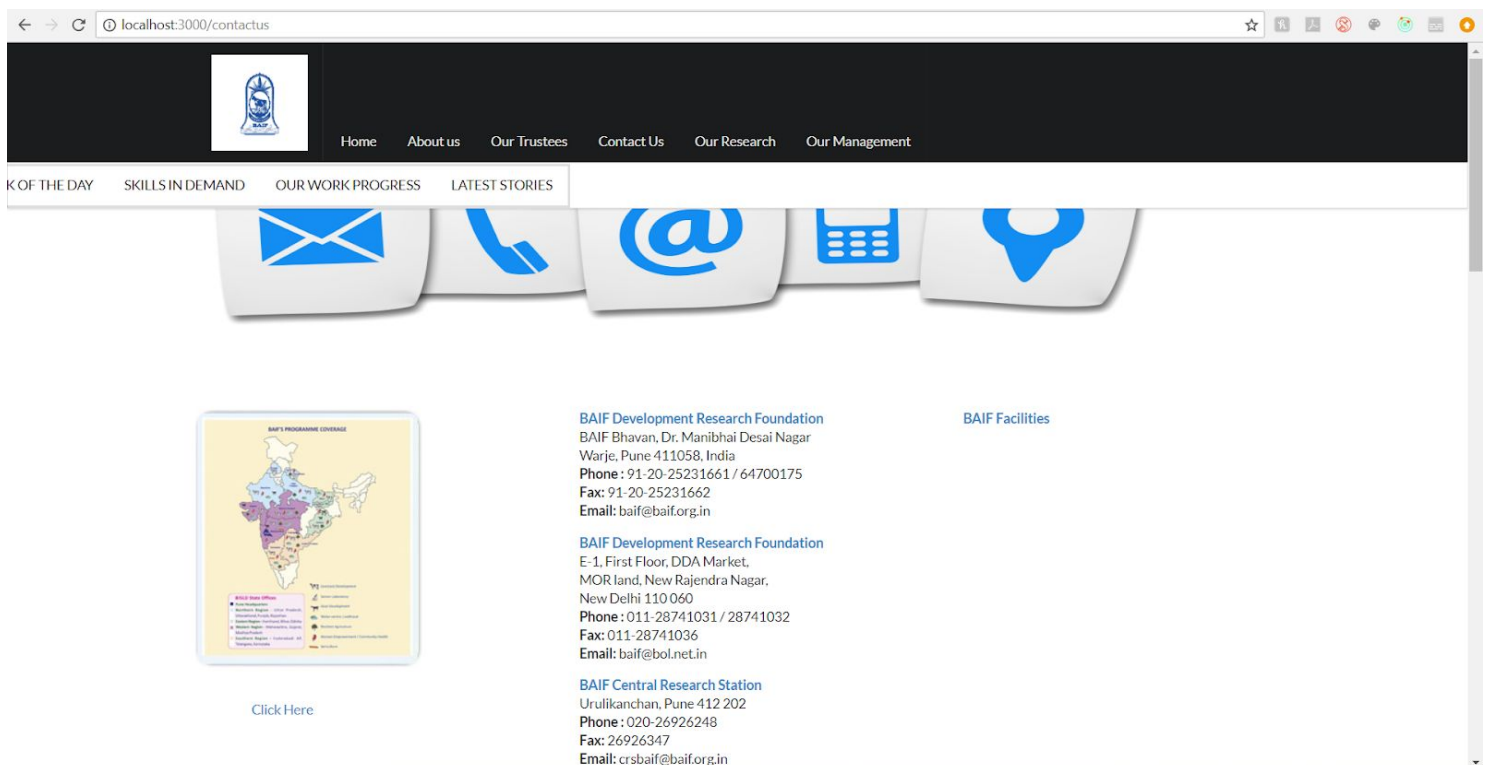 localhost:3000/contactus
BAIF
Home About us Our Trustees Contact Us Our Research Our Management
K OF THE DAY SKILLS IN DEMAND OUR WORK PROGRESS LATEST STORIES
@
BAIF'S PROGRAMME COVERAGE
Click Here
BAIF Development Research Foundation
BAIF Bhavan, Dr. Manibhai Desai Nagar
Warje, Pune 411058, India
Phone : 91-20-25231661 / 64700175
Fax: 91-20-25231662
Email: baif@baif.org.in
BAIF Development Research Foundation
E-1, First Floor, DDA Market,
MOR land, New Rajendra Nagar,
New Delhi 110 060
Phone : 011-28741031 / 28741032
Fax: 011-28741036
Email: baif@bol.net.in
BAIF Central Research Station
Urulikanchan, Pune 412 202
Phone : 020-26926248
Fax: 26926347
Email: crsbaif@baif.org.in
BAIF Facilities